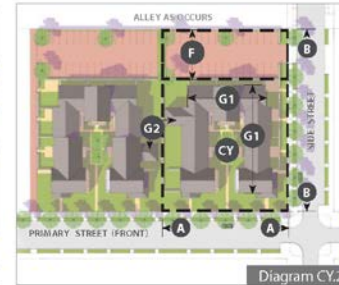 ALLEY AS OCCURS
B
F
G1
G2
G1
CY
SIDE STREET
B
A
A
PRIMARY STREET (FRONT)
Diagram CY.2